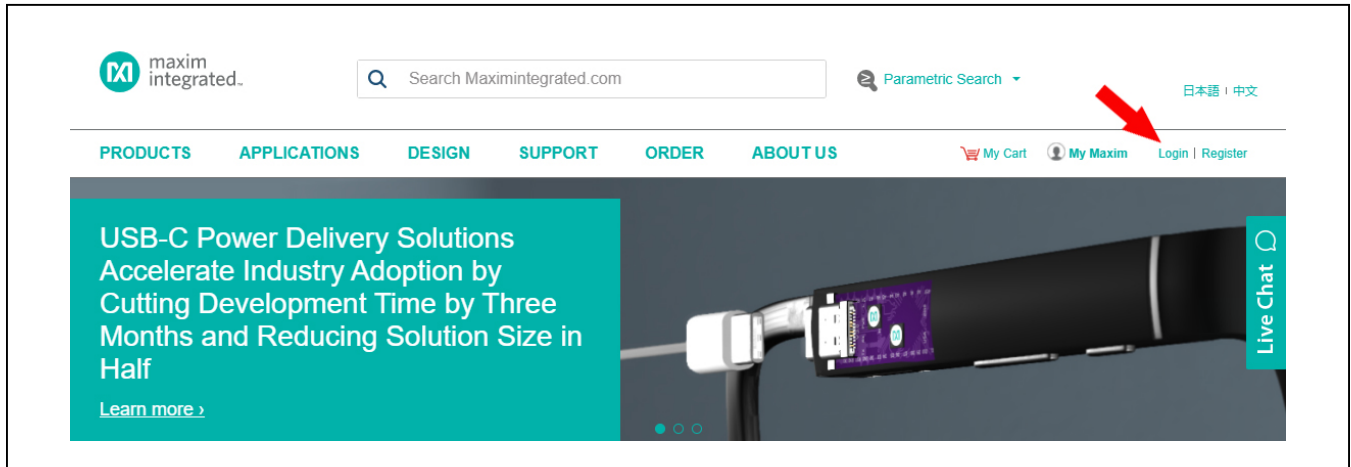 maxim
integrated™
Search Maximintegrated.com
Parametric Search
日本語 | 中文
PRODUCTS APPLICATIONS DESIGN SUPPORT ORDER ABOUT US My Cart My Maxim Login | Register
USB-C Power Delivery Solutions
Accelerate Industry Adoption by
Cutting Development Time by Three
Months and Reducing Solution Size in
Half
Learn more ›
Live Chat